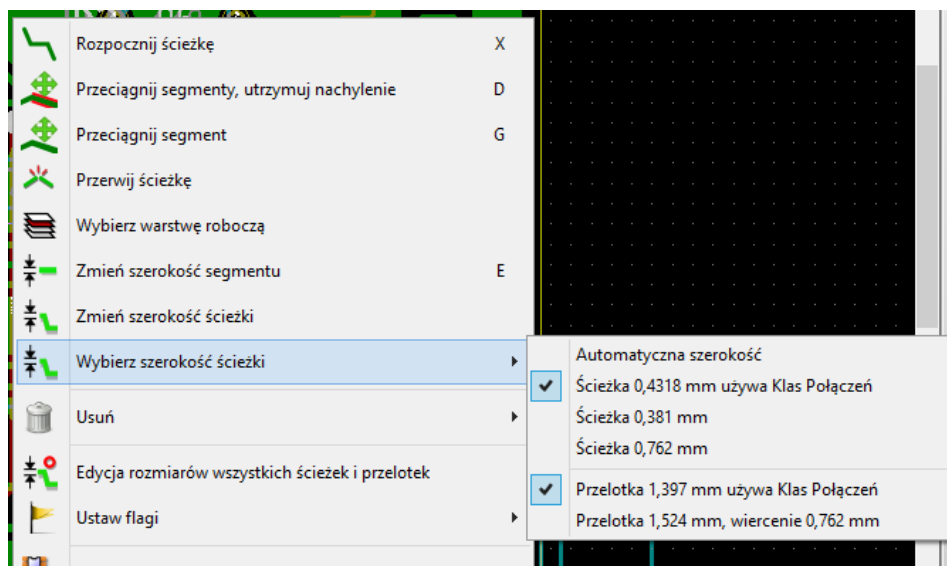 Rozpocznij ścieżkę X
Przeciągnij segmenty, utrzymuj nachylenie D
Przeciągnij segment G
Przerwij ścieżkę
Wybierz warstwę roboczą
Zmień szerokość segmentu E
Zmień szerokość ścieżki
Wybierz szerokość ścieżki
Automatyczna szerokość
Ścieżka 0,4318 mm używa Klas Połączeń
Ścieżka 0,381 mm
Ścieżka 0,762 mm
Przelotka 1,397 mm używa Klas Połączeń
Przelotka 1,524 mm, wiercenie 0,762 mm
Usuń
Edycja rozmiarów wszystkich ścieżek i przelotek
Ustaw flagi